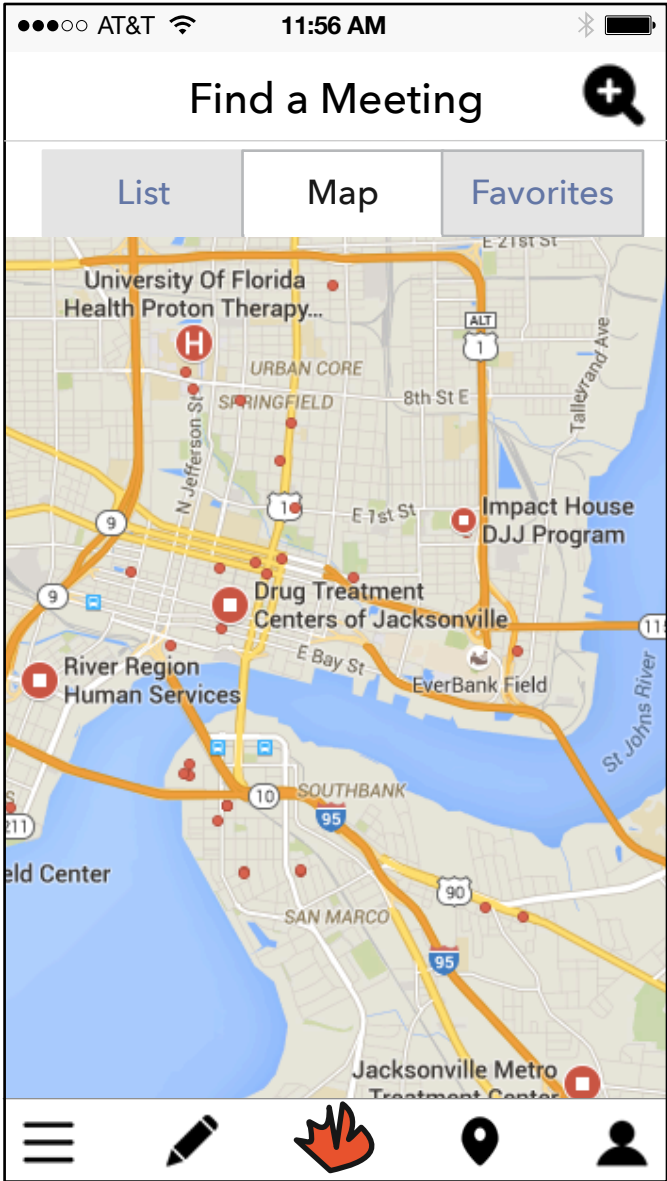 AT&T
11:56 AM
Find a Meeting
List
Map
Favorites
E 21st St
University Of Florida
Health Proton Therapy...
H
ALT
1
URBAN CORE
SPRINGFIELD
8th St E
Talleyrand Ave
N Jefferson St
1
E 1st St
Impact House
DJJ Program
9
9
Drug Treatment
Centers of Jacksonville
115
E Bay St
River Region
Human Services
EverBank Field
St Johns River
10
SOUTHBANK
95
211
eld Center
90
SAN MARCO
95
Jacksonville Metro
Treatment Center